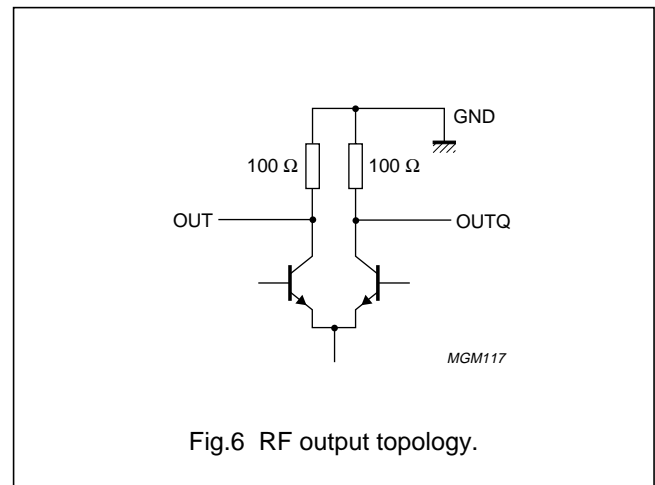 GND
100 Ω 100 Ω
OUT OUTQ
MGM117
Fig.6 RF output topology.